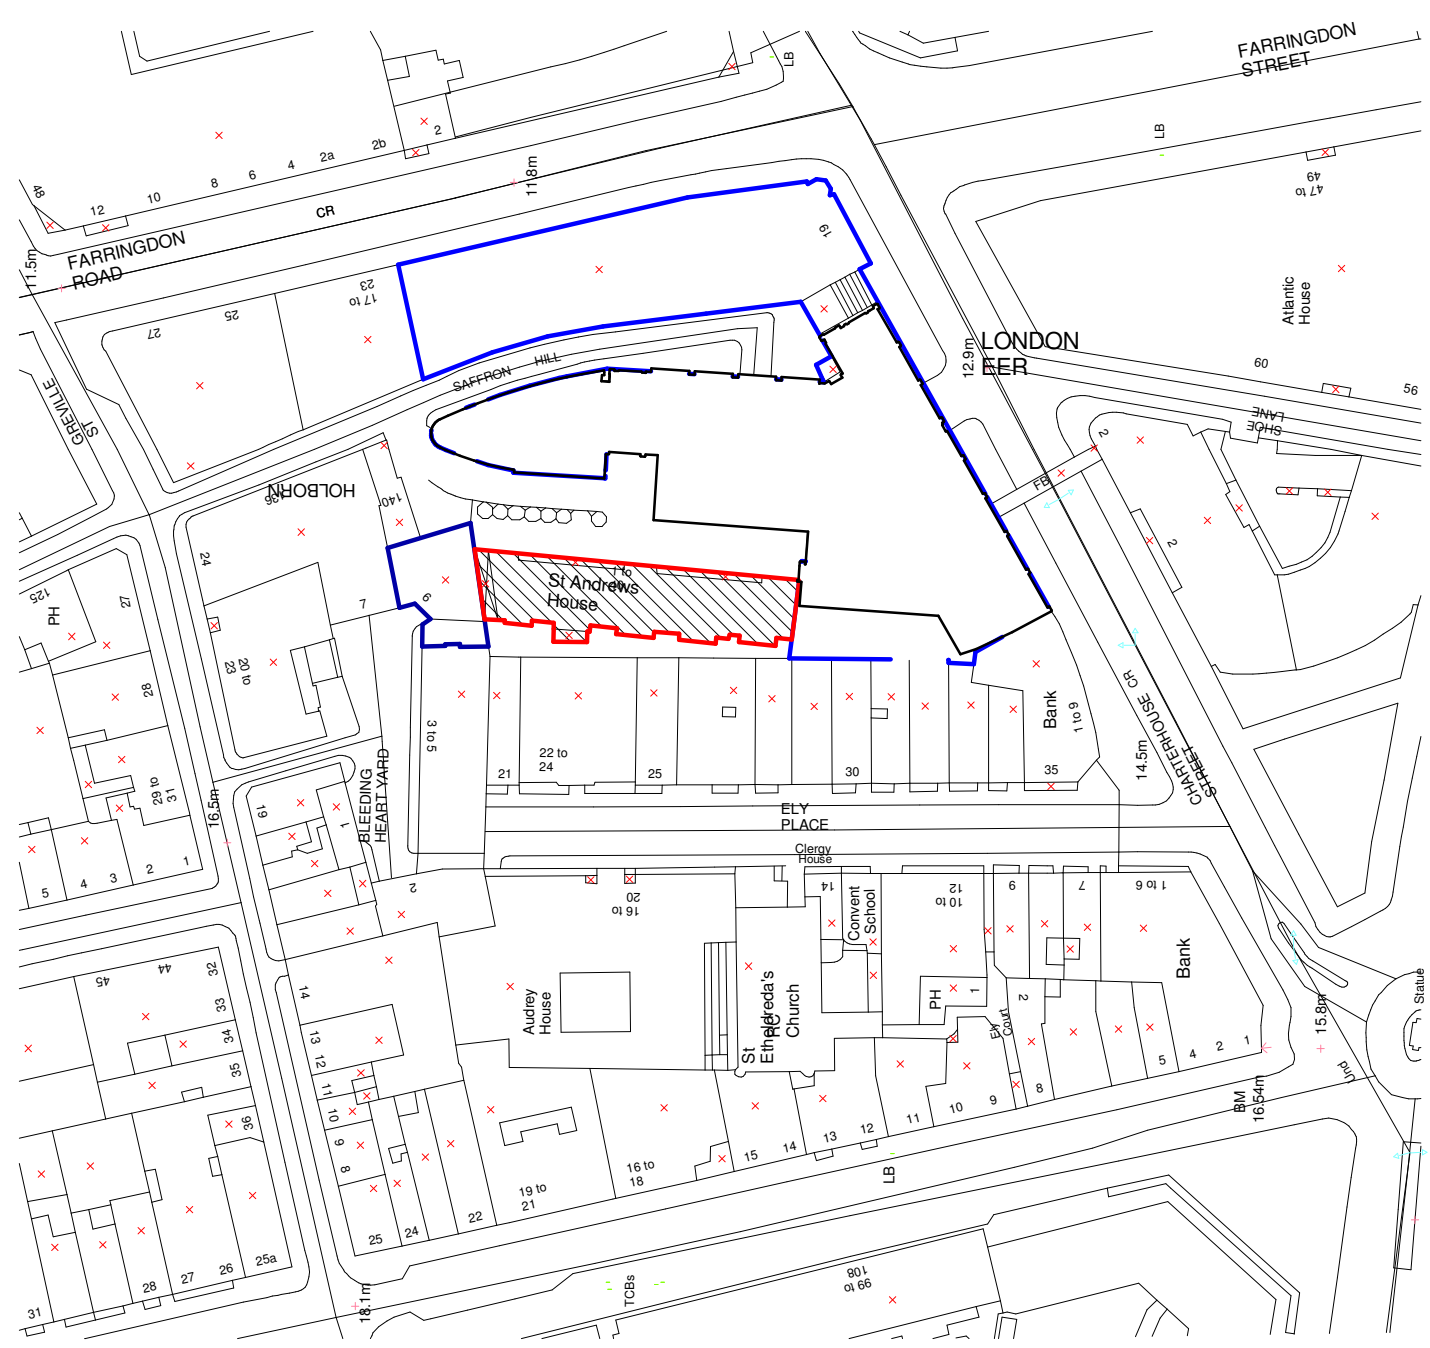 FARRINGDON
STREET
LB
LB
2
2b
2a
4
6
8
10
12
48
11.8m
CR
FARRINGDON
ROAD
11.5m
47 to
49
19
17 to
23
25
27
Atlantic
House
LONDON
EER
12.9m
60
56
SHOE
LANE
SAFFRON
HILL
GREVILLE
ST
HOLBORN
36
140
2
FB
2
24
St Andrews
House
6
7
125
PH
27
28
20 to
23
29 to
31
16.5m
3 to 5
BLEEDING
HEART YARD
21
22 to
24
25
30
35
Bank
1 to 9
14.5m
CHARTERHOUSE CR
STREET
19
1
ELY
PLACE
Clergy
House
5
4
3
2
1
2
16 to
20
14
Convent
School
10 to
12
9
7
1 to 6
Bank
45
44
32
33
34
35
36
14
13
12
11
10
9
8
Audrey
House
St
Etheldreda's
RC
Church
PH
1
Ely
Court
2
Statue
15.8m
Und
BM
16.54m
1
2
4
5
8
9
10
11
12
13
14
15
16 to
18
19 to
21
22
24
25
LB
25a
26
27
28
31
18.1m
TCBs
99 to
108